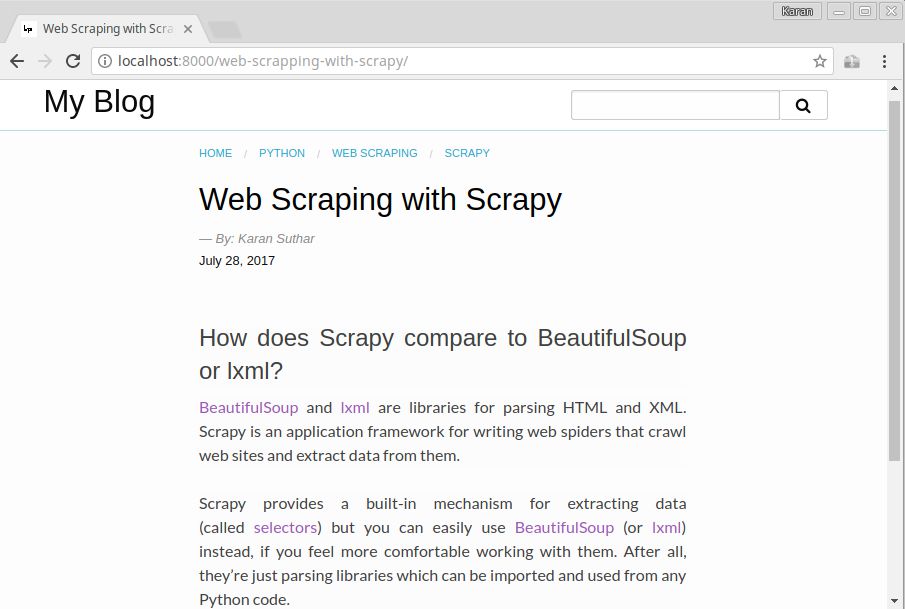 Karan
Web Scraping with Scra
localhost:8000/web-scrapping-with-scrapy/
My Blog
HOME / PYTHON / WEB SCRAPING / SCRAPY
Web Scraping with Scrapy
— By: Karan Suthar
July 28, 2017
How does Scrapy compare to BeautifulSoup
or lxml?
BeautifulSoup and lxml are libraries for parsing HTML and XML.
Scrapy is an application framework for writing web spiders that crawl
web sites and extract data from them.
Scrapy provides a built-in mechanism for extracting data
(called selectors) but you can easily use BeautifulSoup (or lxml)
instead, if you feel more comfortable working with them. After all,
they’re just parsing libraries which can be imported and used from any
Python code.